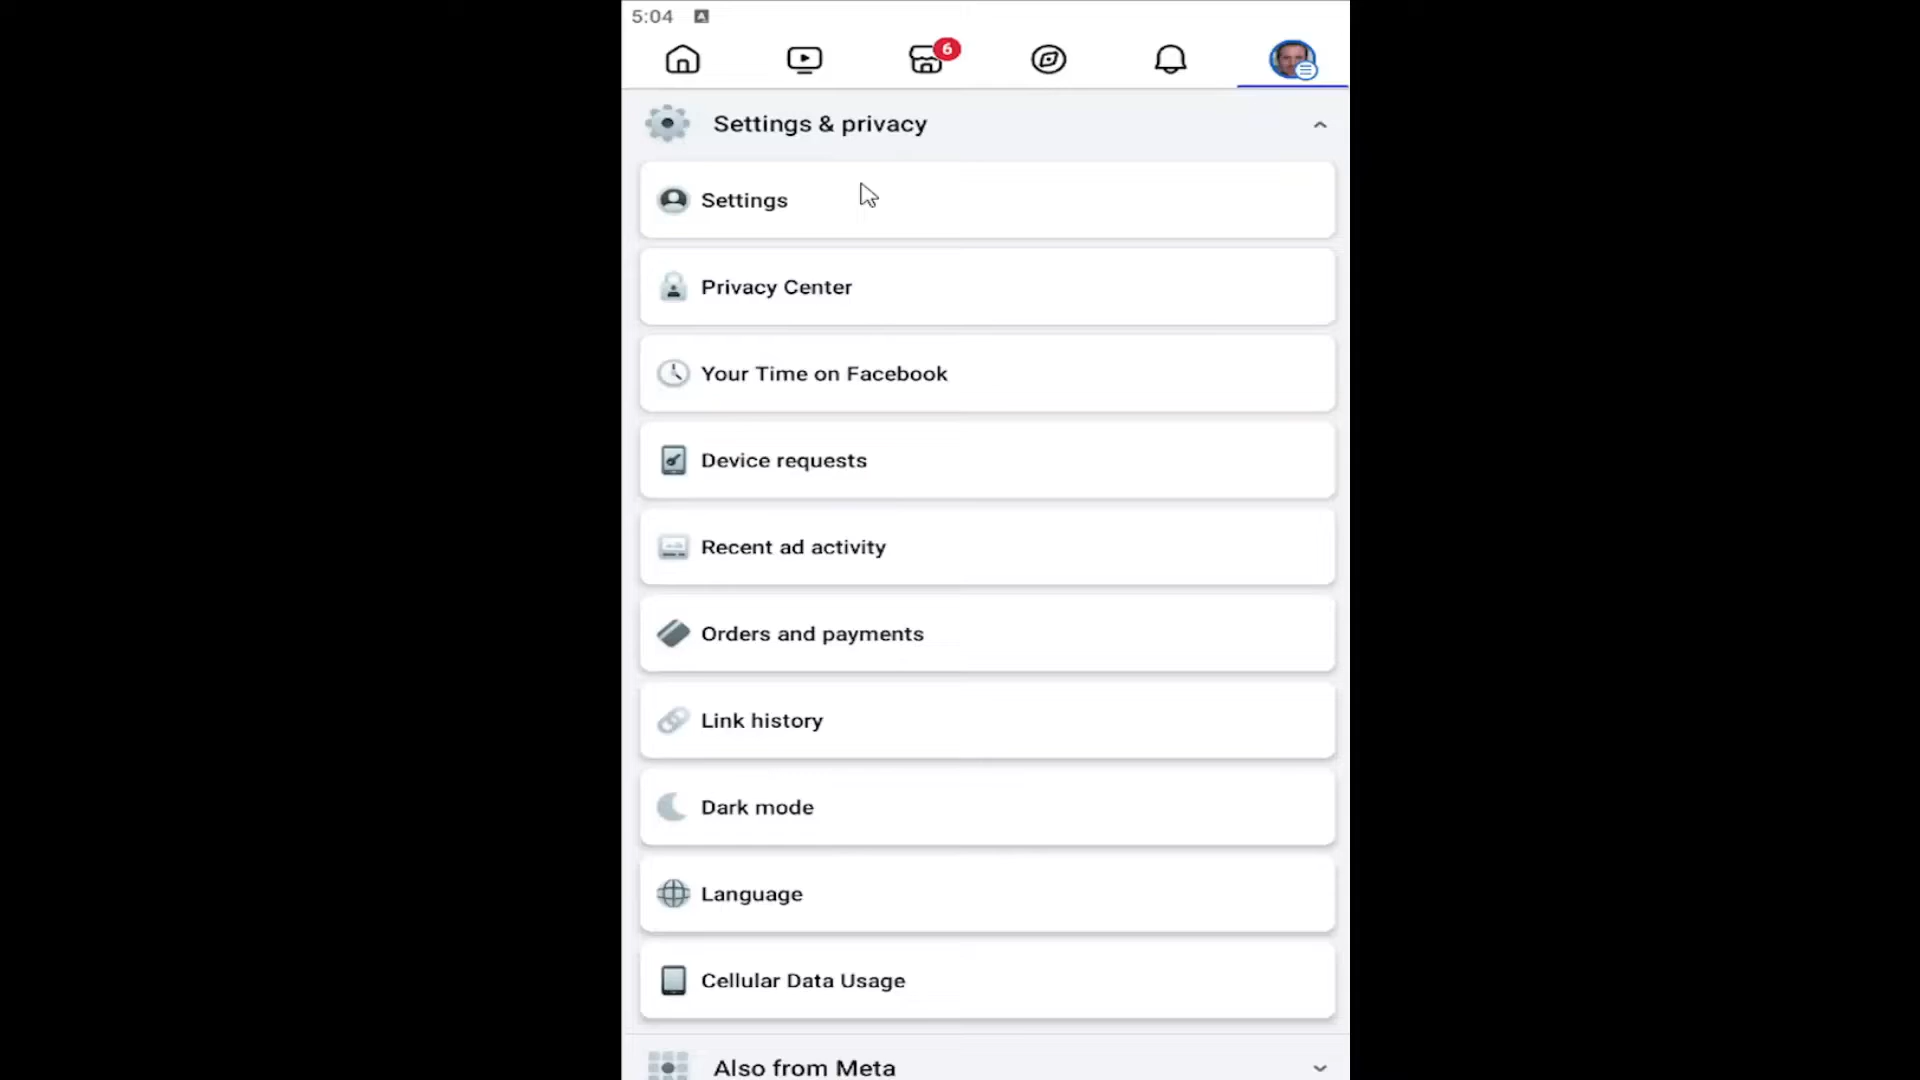 5:04
6
Settings & privacy
Settings
Privacy Center
Your Time on Facebook
Device requests
Recent ad activity
Orders and payments
Link history
Dark mode
Language
Cellular Data Usage
Also from Meta